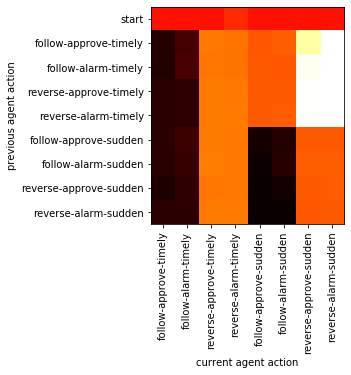 previous agent action
start
follow-approve-timely
follow-alarm-timely
reverse-approve-timely
reverse-alarm-timely
follow-approve-sudden
follow-alarm-sudden
reverse-approve-sudden
reverse-alarm-sudden
follow-approve-timely
follow-alarm-timely
reverse-approve-timely
reverse-alarm-timely
follow-approve-sudden
follow-alarm-sudden
reverse-approve-sudden
reverse-alarm-sudden
current agent action